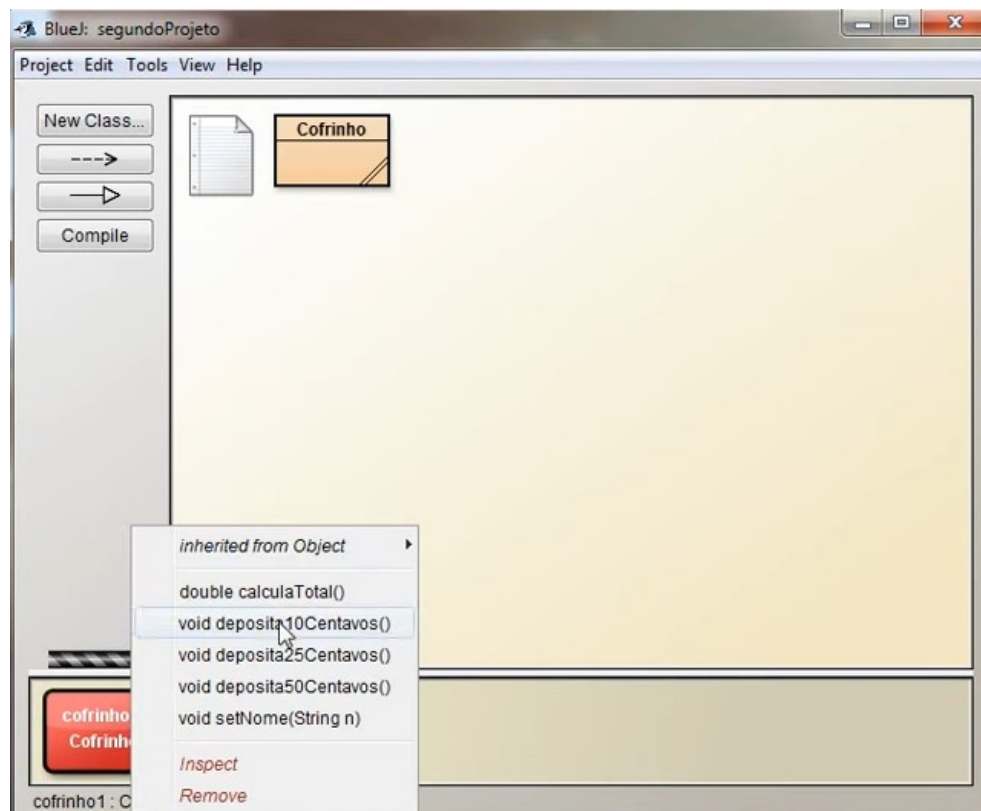 BlueJ: segundoProjeto
Project Edit Tools View Help
New Class...
Cofrinho
Compile
inherited from Object
double calculaTotal()
void deposita10Centavos()
void deposita25Centavos()
void deposita50Centavos()
void setNome(String n)
Inspect
Remove
cofrinho
Cofrinh
cofrinho1 : C